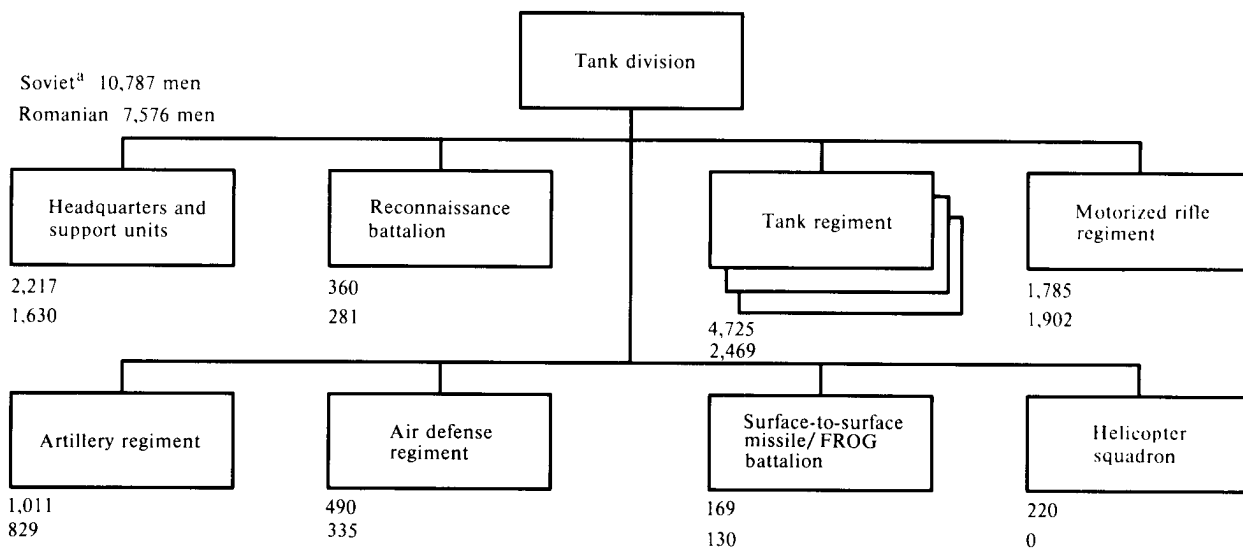 Tank division
Soviet^a 10,787 men
Romanian 7,576 men
Headquarters and
support units
2,217
1,630
Reconnaissance
battalion
360
281
Tank regiment
4,725
2,469
Motorized rifle
regiment
1,785
1,902
Artillery regiment
1,011
829
Air defense
regiment
490
335
Surface-to-surface
missile/FROG
battalion
169
130
Helicopter
squadron
220
0